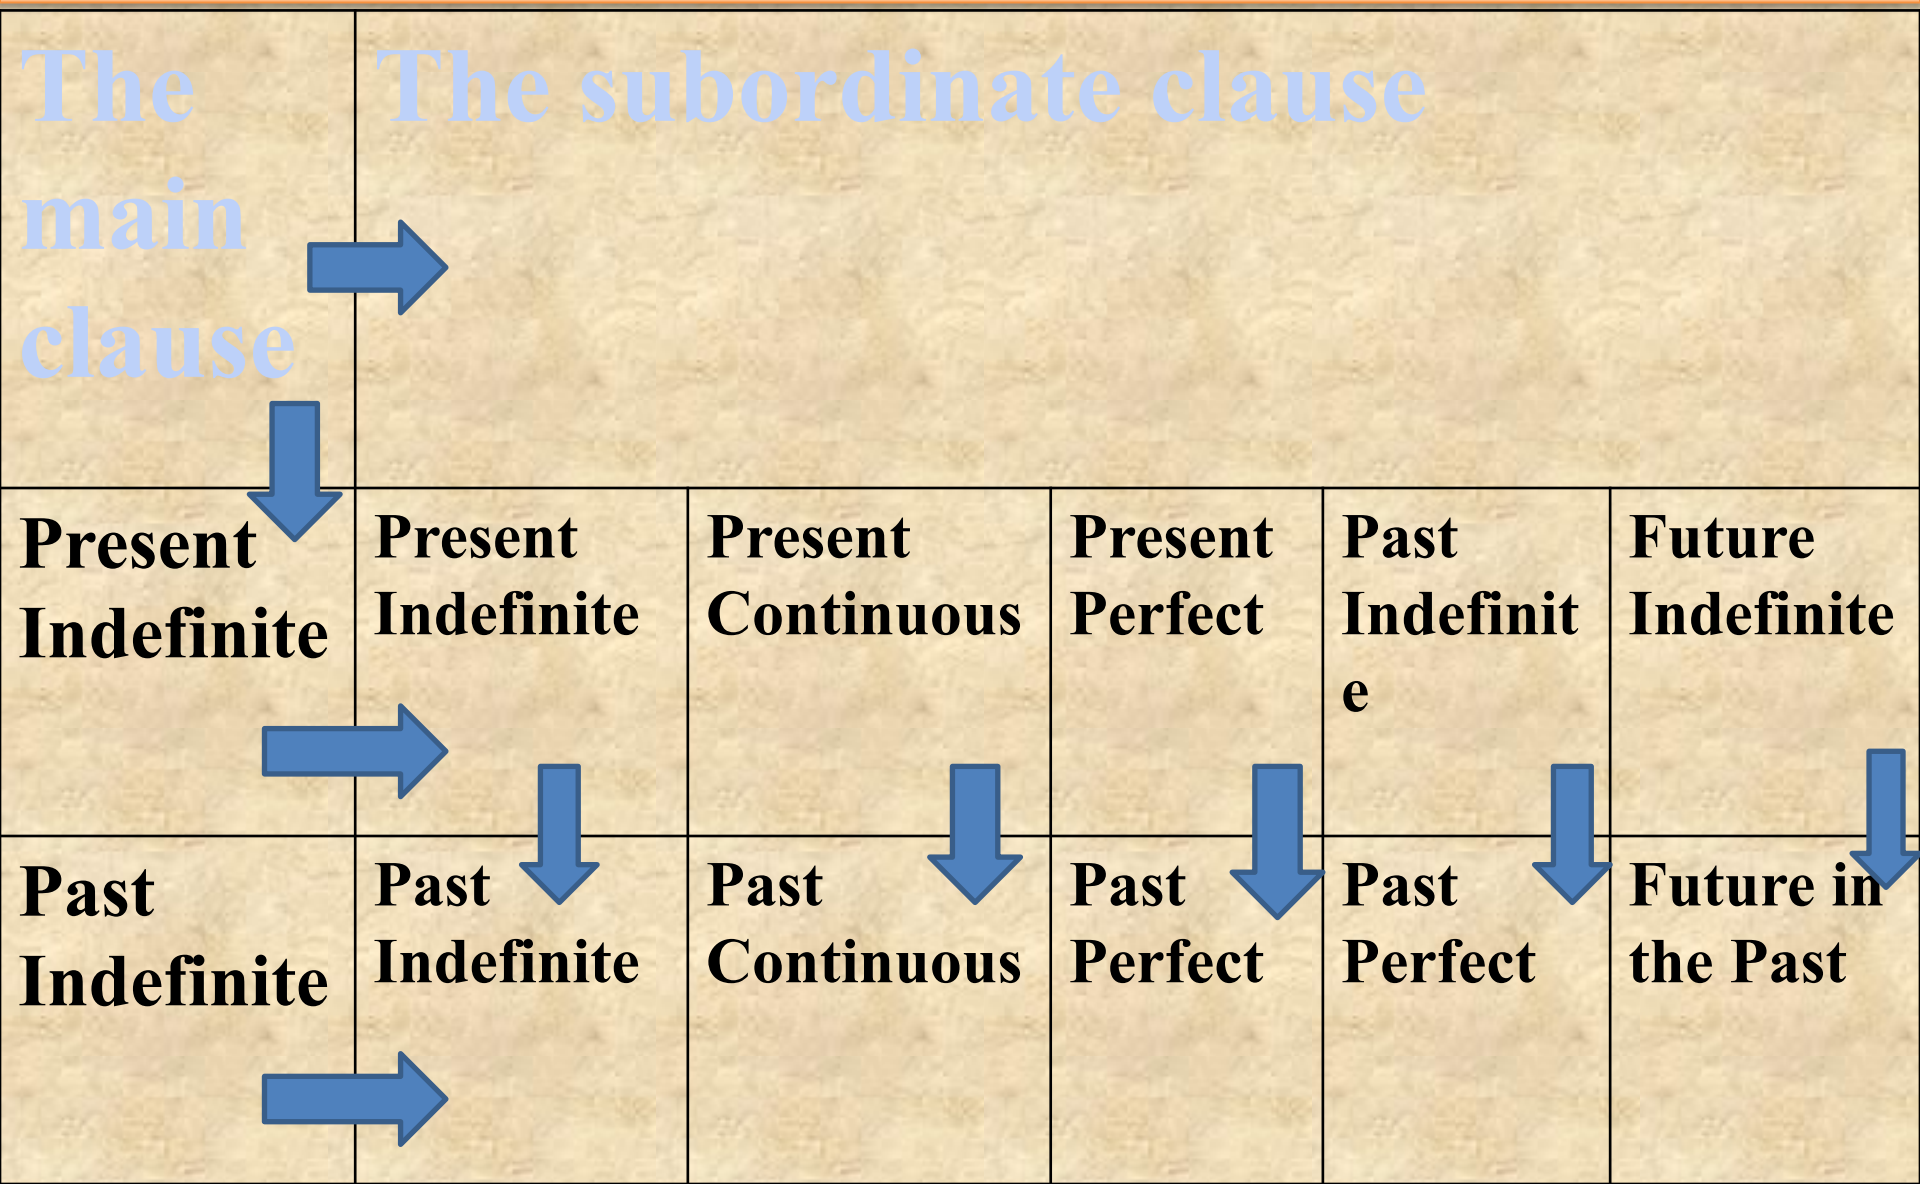 The
main
clause
The subordinate clause
Present
Indefinite
Present
Indefinite
Present
Continuous
Present
Perfect
Past
Indefinit
e
Future
Indefinite
Past
Indefinite
Past
Indefinite
Past
Continuous
Past
Perfect
Past
Perfect
Future in
the Past